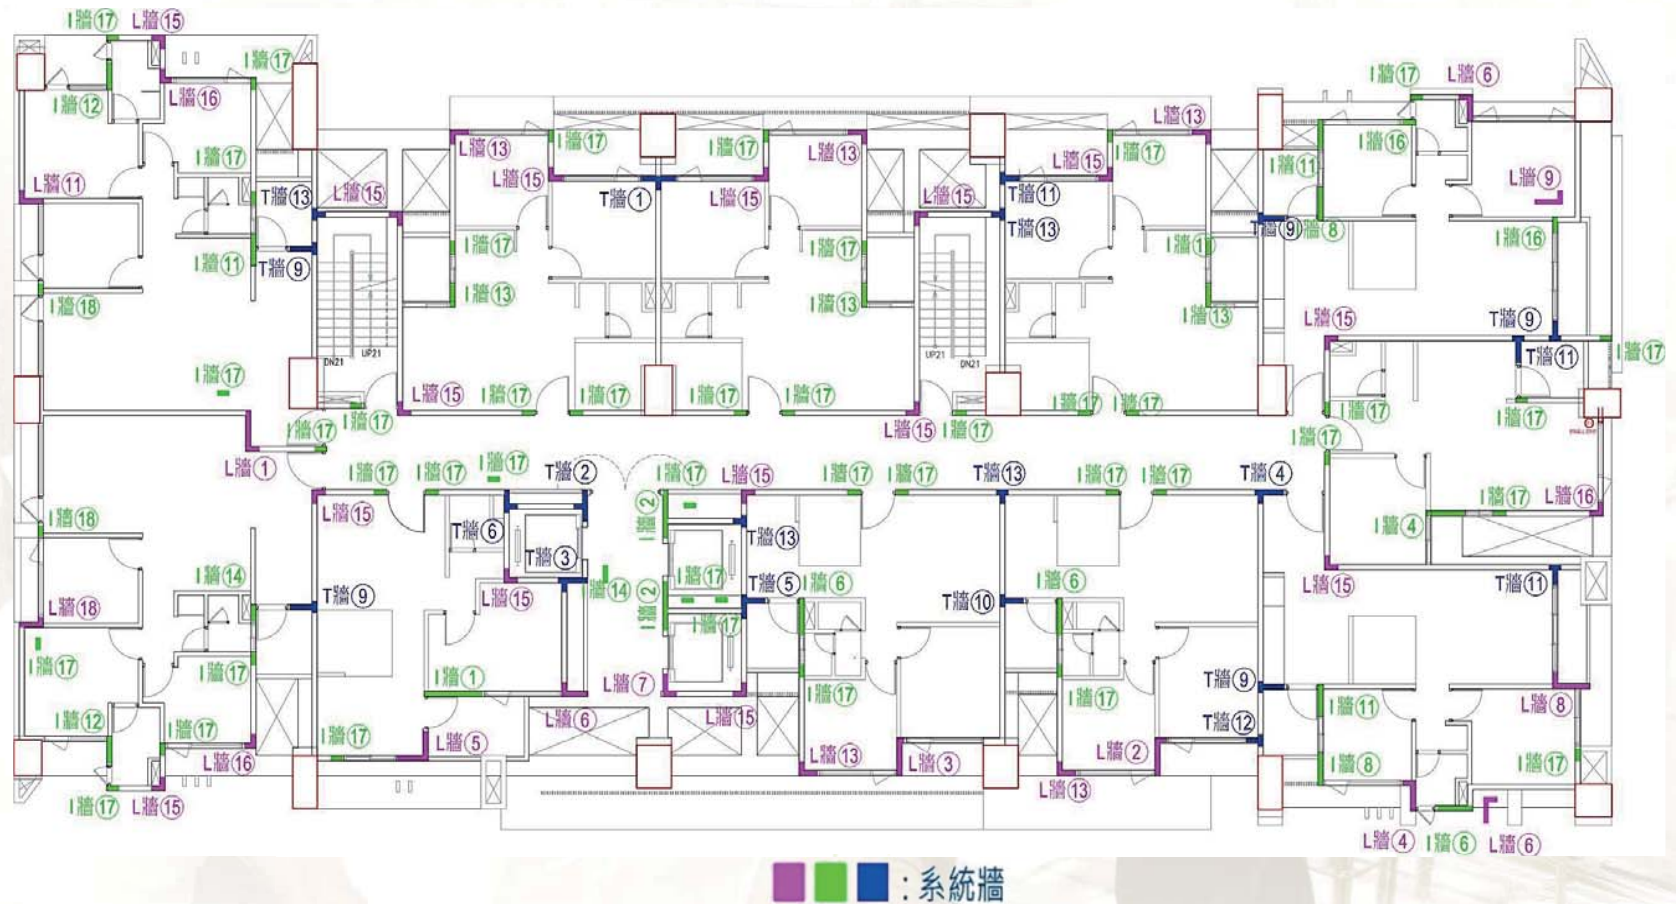 I牆⑰ L牆⑮
I牆⑰
I牆⑫ L牆⑯
I牆⑰ L牆⑥
L牆⑬ I牆⑰ I牆⑰ L牆⑬ L牆⑮ I牆⑰ L牆⑬ I牆⑯
I牆⑰ L牆⑮ L牆⑮ I牆⑪
L牆⑪ T牆⑬ L牆⑮ T牆① L牆⑮ T牆⑪ L牆⑨
T牆⑬ T牆⑨ I牆⑧ I牆⑯
I牆⑪ T牆⑨ I牆⑰ I牆⑰
I牆⑱ I牆⑬ I牆⑬ I牆⑬ L牆⑮ T牆⑨
DN21 UP21 UP21 DN21 T牆⑪ I牆⑰
I牆⑰
L牆⑮ I牆⑰ I牆⑰ I牆⑰ I牆⑰ I牆⑰ I牆⑰ I牆⑰ I牆⑰
I牆⑰ I牆⑰ L牆⑮ I牆⑰ I牆⑰
L牆① I牆⑰ I牆⑰ I牆⑰ T牆② I牆⑰ L牆⑮ I牆⑰ I牆⑰ T牆⑬ I牆⑰ I牆⑰ T牆④
I牆⑱ L牆⑮ T牆⑥ I牆② T牆⑬ I牆④ I牆⑰ L牆⑯
T牆③
I牆⑭ T牆⑨ L牆⑮ I牆⑭ I牆⑰ T牆⑤ I牆⑥ I牆⑥ L牆⑮ T牆⑪
L牆⑱ I牆② I牆⑰ T牆⑩
I牆⑰ I牆⑰ I牆① L牆⑦ I牆⑰ I牆⑰ T牆⑨
I牆⑫ I牆⑰ L牆⑥ L牆⑮ T牆⑫ I牆⑪ L牆⑧
I牆⑰ L牆⑤
L牆⑯ L牆⑬ L牆③ L牆② I牆⑧ I牆⑰
I牆⑰ L牆⑮ L牆⑬
L牆④ I牆⑥ L牆⑥
：系統牆